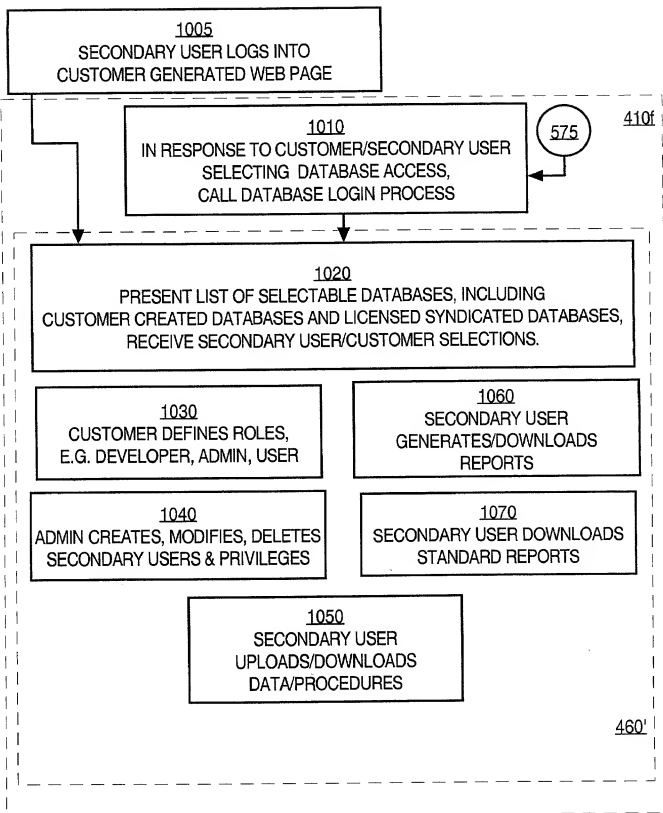 1005
SECONDARY USER LOGS INTO
CUSTOMER GENERATED WEB PAGE
1010
IN RESPONSE TO CUSTOMER/SECONDARY USER
SELECTING DATABASE ACCESS,
CALL DATABASE LOGIN PROCESS
575
410f
1020
PRESENT LIST OF SELECTABLE DATABASES, INCLUDING
CUSTOMER CREATED DATABASES AND LICENSED SYNDICATED DATABASES,
RECEIVE SECONDARY USER/CUSTOMER SELECTIONS.
1030
CUSTOMER DEFINES ROLES,
E.G. DEVELOPER, ADMIN, USER
1060
SECONDARY USER
GENERATES/DOWNLOADS
REPORTS
1040
ADMIN CREATES, MODIFIES, DELETES
SECONDARY USERS & PRIVILEGES
1070
SECONDARY USER DOWNLOADS
STANDARD REPORTS
1050
SECONDARY USER
UPLOADS/DOWNLOADS
DATA/PROCEDURES
460'